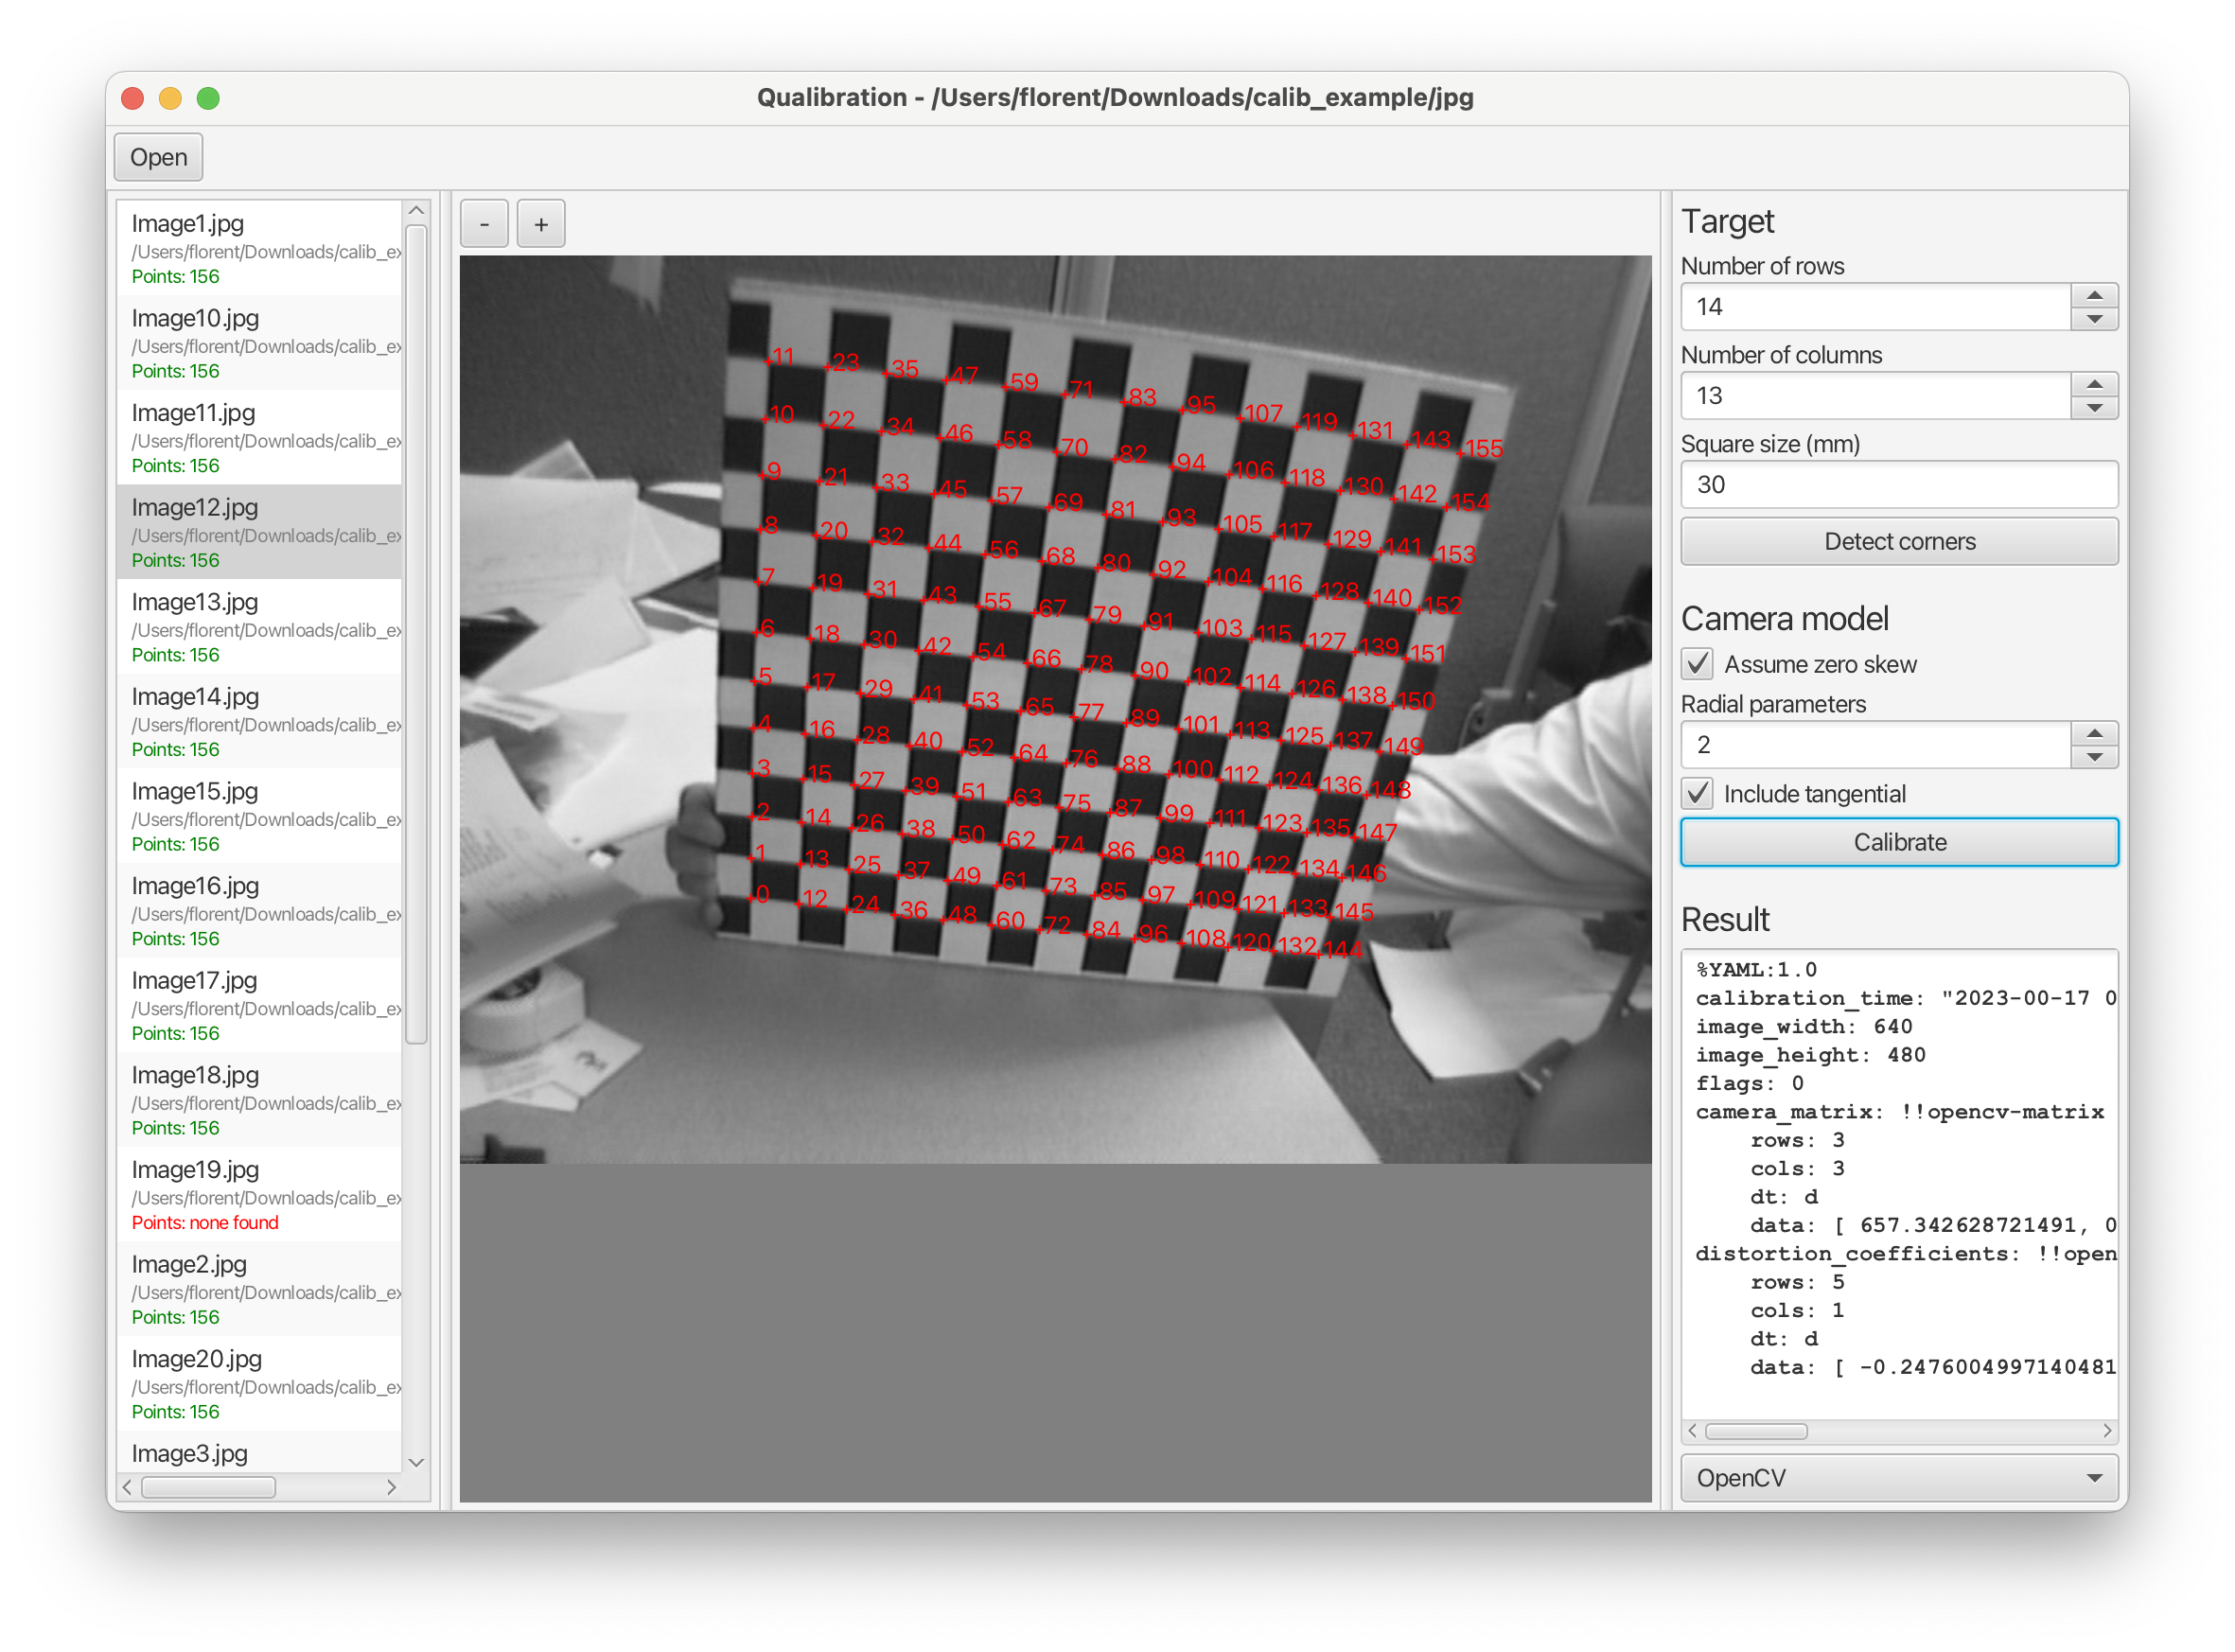 Qualibration - /Users/florent/Downloads/calib_example/jpg
Open
Image1.jpg
/Users/florent/Downloads/calib_ex
Points: 156
Image10.jpg
/Users/florent/Downloads/calib_ex
Points: 156
Image11.jpg
/Users/florent/Downloads/calib_ex
Points: 156
Image12.jpg
/Users/florent/Downloads/calib_ex
Points: 156
Image13.jpg
/Users/florent/Downloads/calib_ex
Points: 156
Image14.jpg
/Users/florent/Downloads/calib_ex
Points: 156
Image15.jpg
/Users/florent/Downloads/calib_ex
Points: 156
Image16.jpg
/Users/florent/Downloads/calib_ex
Points: 156
Image17.jpg
/Users/florent/Downloads/calib_ex
Points: 156
Image18.jpg
/Users/florent/Downloads/calib_ex
Points: 156
Image19.jpg
/Users/florent/Downloads/calib_ex
Points: none found
Image2.jpg
/Users/florent/Downloads/calib_ex
Points: 156
Image20.jpg
/Users/florent/Downloads/calib_ex
Points: 156
Image3.jpg
- +
11 23 35 47 59 71 83 95 107 119 131 143 155
10 22 34 46 58 70 82 94 106 118 130 142 154
9 21 33 45 57 69 81 93 105 117 129 141 153
8 20 32 44 56 68 80 92 104 116 128 140 152
7 19 31 43 55 67 79 91 103 115 127 139 151
6 18 30 42 54 66 78 90 102 114 126 138 150
5 17 29 41 53 65 77 89 101 113 125 137 149
4 16 28 40 52 64 76 88 100 112 124 136 148
3 15 27 39 51 63 75 87 99 111 123 135 147
2 14 26 38 50 62 74 86 98 110 122 134 146
1 13 25 37 49 61 73 85 97 109 121 133 145
0 12 24 36 48 60 72 84 96 108 120 132 144
Target
Number of rows
14
Number of columns
13
Square size (mm)
30
Detect corners
Camera model
Assume zero skew
Radial parameters
2
Include tangential
Calibrate
Result
%YAML:1.0
calibration_time: "2023-00-17 0
image_width: 640
image_height: 480
flags: 0
camera_matrix: !!opencv-matrix
rows: 3
cols: 3
dt: d
data: [ 657.342628721491, 0
distortion_coefficients: !!open
rows: 5
cols: 1
dt: d
data: [ -0.2476004997140481
OpenCV